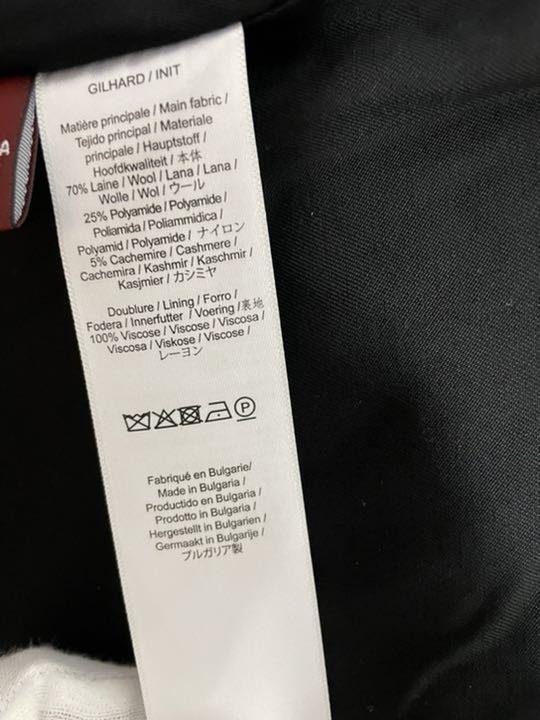 GILHARD / INIT
Matière principale / Main fabric /
Tejido principal / Materiale
principale / Hauptstoff /
Hoofdkwaliteit / 本体
70% Laine / Wool / Lana / Lana /
Wolle / Wol / ウール
25% Polyamide / Polyamide /
Poliamida / Poliammidica /
Polyamid / Polyamide / ナイロン
5% Cachemire / Cashmere /
Cachemira / Kashmir / Kaschmir /
Kasjmier / カシミヤ
Doublure / Lining / Forro /
Fodera / Innerfutter / Voering / 裏地
100% Viscose / Viscose / Viscosa /
Viscosa / Viskose / Viscose /
レーヨン
P
Fabriqué en Bulgarie/
Made in Bulgaria /
Productido en Bulgaria /
Prodotto in Bulgaria /
Hergestellt in Bulgarien /
Germaakt in Bulgarije /
ブルガリア製
A